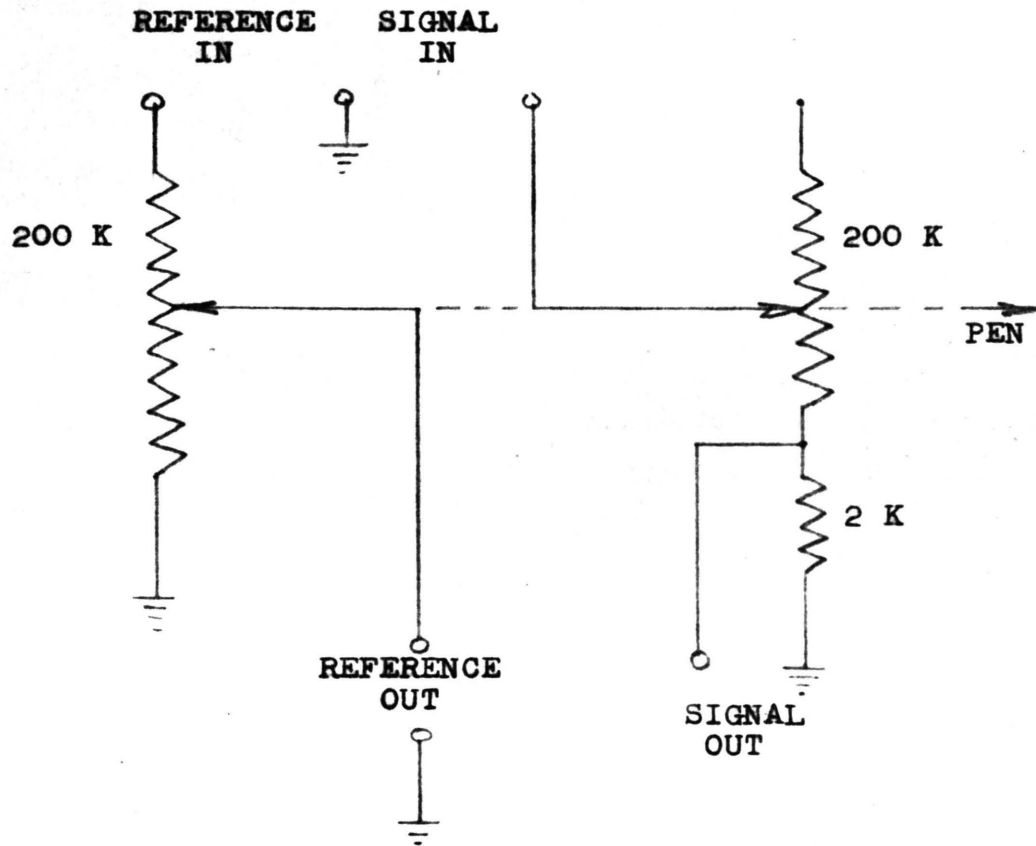 REFERENCE
IN
SIGNAL
IN
200 K
200 K
PEN
2 K
REFERENCE
OUT
SIGNAL
OUT